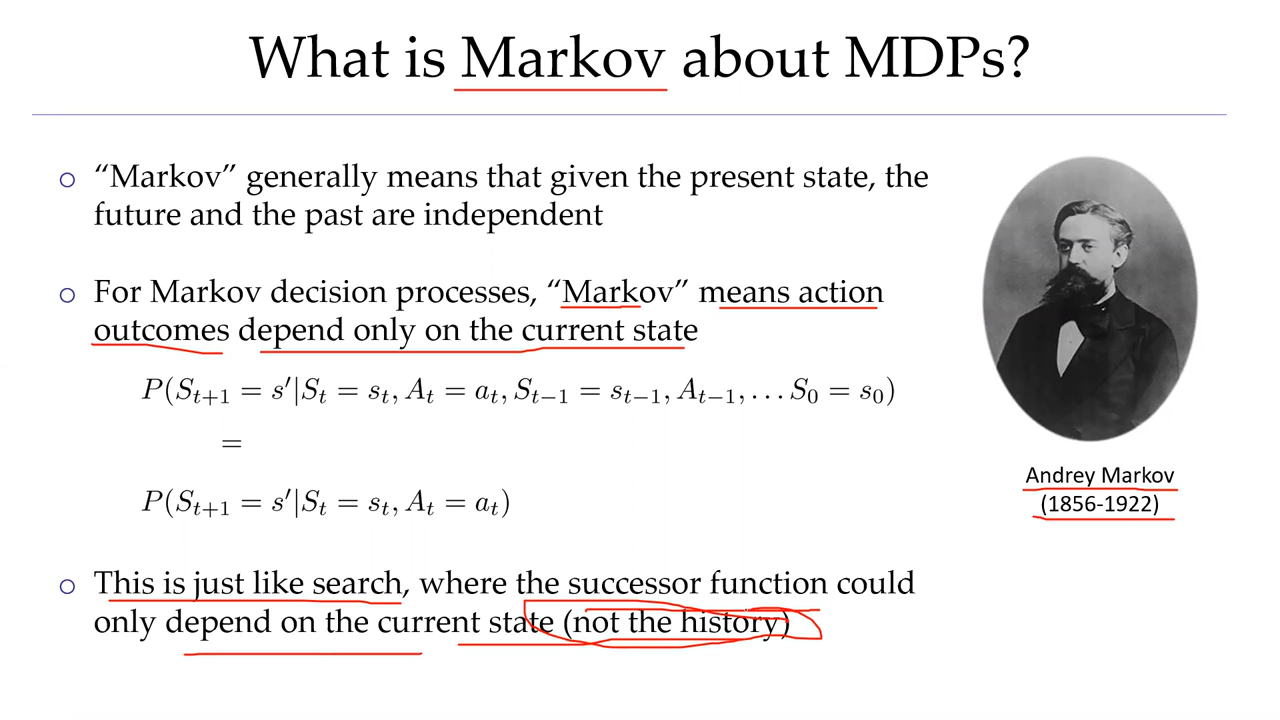 What is Markov about MDPs?
“Markov” generally means that given the present state, the
future and the past are independent
For Markov decision processes, “Markov” means action
outcomes depend only on the current state
P(S_{t+1} = s′|S_t = s_t, A_t = a_t, S_{t−1} = s_{t−1}, A_{t−1}, … S_0 = s_0)
=
P(S_{t+1} = s′|S_t = s_t, A_t = a_t)
This is just like search, where the successor function could
only depend on the current state (not the history)
Andrey Markov
(1856-1922)